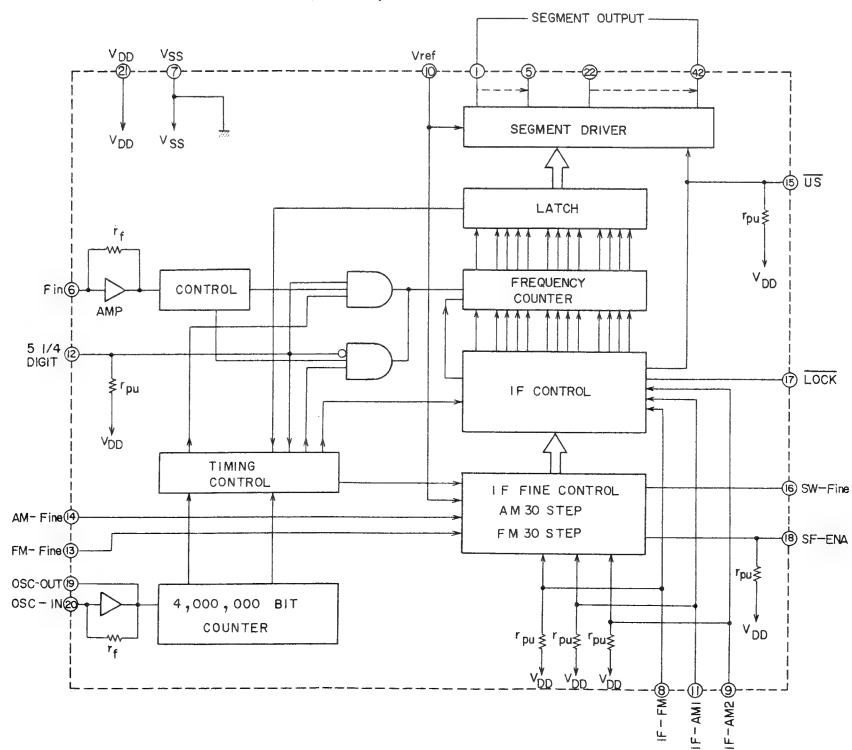 SEGMENT OUTPUT
VDD
VSS
Vref
21
7
10
1
5
22
42
VDD
VSS
SEGMENT DRIVER
US
15
rpu
VDD
LATCH
rf
Fin
6
AMP
CONTROL
FREQUENCY
COUNTER
5 1/4
DIGIT
12
rpu
VDD
IF CONTROL
LOCK
17
TIMING
CONTROL
IF FINE CONTROL
AM 30 STEP
FM 30 STEP
SW-Fine
16
AM-Fine
14
FM-Fine
13
SF-ENA
18
rpu
VDD
OSC-OUT
19
OSC-IN
20
rf
4,000,000 BIT
COUNTER
rpu
rpu
rpu
VDD
VDD
VDD
8
11
9
IF-FM
IF-AM1
IF-AM2